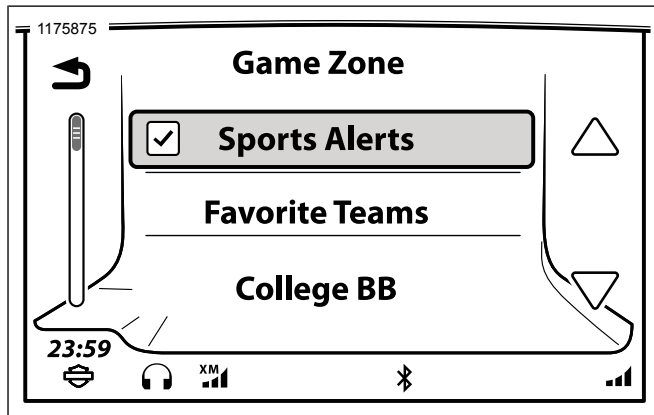 1175875
Game Zone
Sports Alerts
Favorite Teams
College BB
23:59
XM